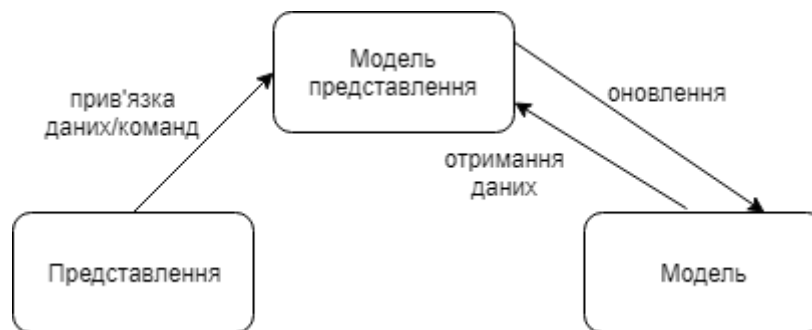 Модель
представлення
прив'язка
даних/команд
оновлення
отримання
даних
Представлення
Модель